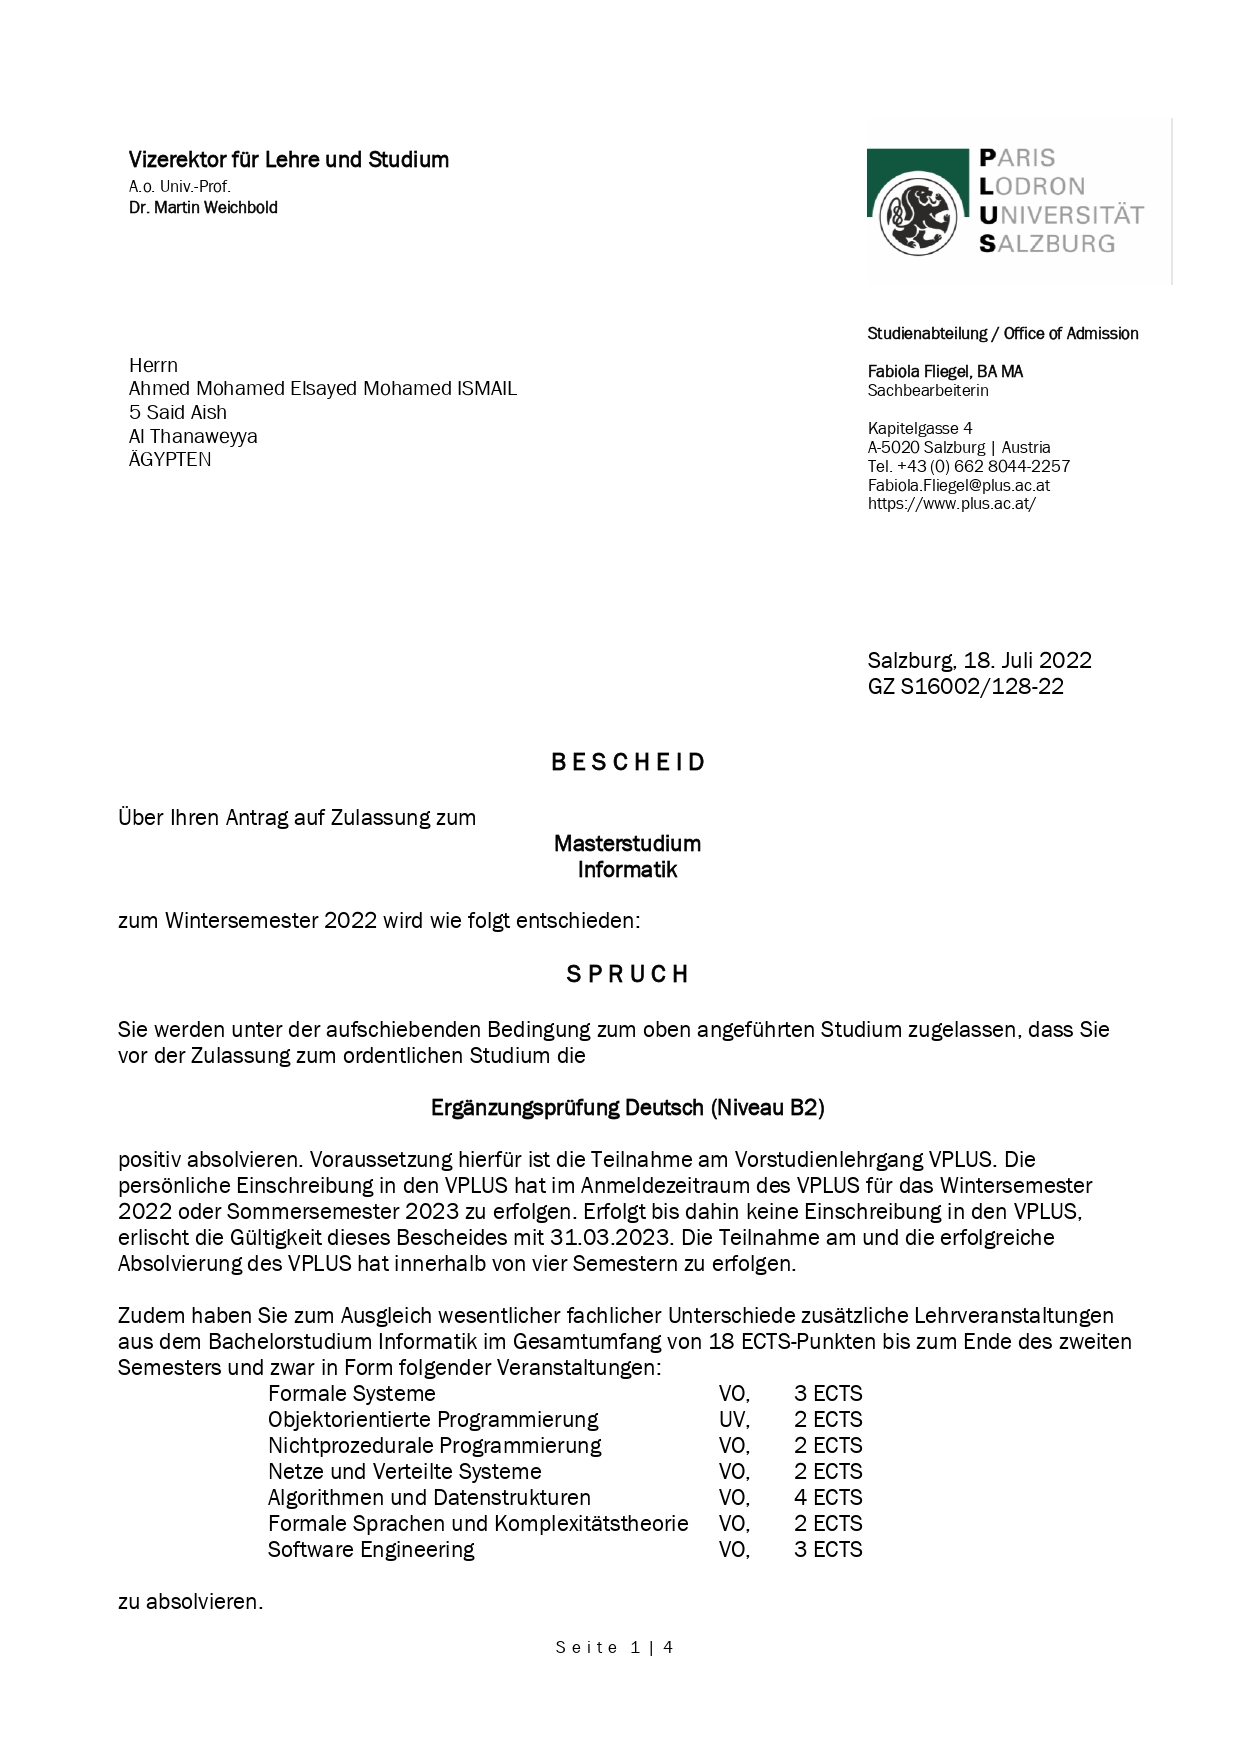 Vizerektor für Lehre und Studium
A.o. Univ.-Prof.
Dr. Martin Weichbold
PARIS
LODRON
UNIVERSITÄT
SALZBURG
Studienabteilung / Office of Admission
Fabiola Fliegel, BA MA
Sachbearbeiterin
Kapitelgasse 4
A-5020 Salzburg | Austria
Tel. +43 (0) 662 8044-2257
Fabiola.Fliegel@plus.ac.at
https://www.plus.ac.at/
Herrn
Ahmed Mohamed Elsayed Mohamed ISMAIL
5 Said Aish
Al Thanaweyya
ÄGYPTEN
Salzburg, 18. Juli 2022
GZ S16002/128-22
B E S C H E I D
Über Ihren Antrag auf Zulassung zum
Masterstudium
Informatik
zum Wintersemester 2022 wird wie folgt entschieden:
S P R U C H
Sie werden unter der aufschiebenden Bedingung zum oben angeführten Studium zugelassen, dass Sie
vor der Zulassung zum ordentlichen Studium die
Ergänzungsprüfung Deutsch (Niveau B2)
positiv absolvieren. Voraussetzung hierfür ist die Teilnahme am Vorstudienlehrgang VPLUS. Die
persönliche Einschreibung in den VPLUS hat im Anmeldezeitraum des VPLUS für das Wintersemester
2022 oder Sommersemester 2023 zu erfolgen. Erfolgt bis dahin keine Einschreibung in den VPLUS,
erlischt die Gültigkeit dieses Bescheides mit 31.03.2023. Die Teilnahme am und die erfolgreiche
Absolvierung des VPLUS hat innerhalb von vier Semestern zu erfolgen.
Zudem haben Sie zum Ausgleich wesentlicher fachlicher Unterschiede zusätzliche Lehrveranstaltungen
aus dem Bachelorstudium Informatik im Gesamtumfang von 18 ECTS-Punkten bis zum Ende des zweiten
Semesters und zwar in Form folgender Veranstaltungen:
Formale Systeme VO, 3 ECTS
Objektorientierte Programmierung UV, 2 ECTS
Nichtprozedurale Programmierung VO, 2 ECTS
Netze und Verteilte Systeme VO, 2 ECTS
Algorithmen und Datenstrukturen VO, 4 ECTS
Formale Sprachen und Komplexitätstheorie VO, 2 ECTS
Software Engineering VO, 3 ECTS
zu absolvieren.
Seite 1 | 4